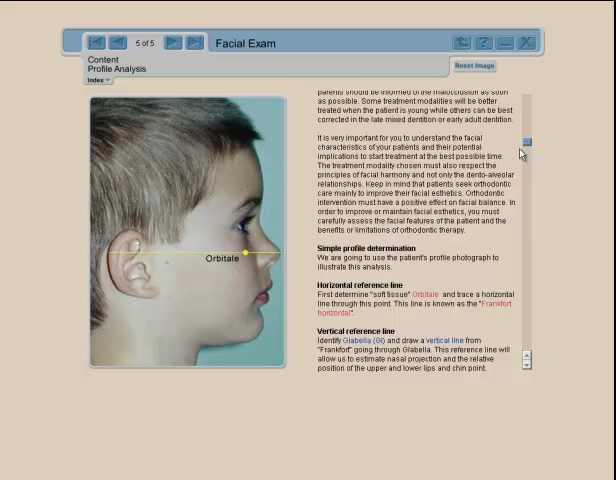 5 of 5
Facial Exam
Content
Profile Analysis
Index
Reset Image
parents should be informed of the malocclusion as soon
as possible. Some treatment modalities will be better
treated when the patient is young while others can be best
corrected in the late mixed dentition or early adult dentition.
It is very important for you to understand the facial
characteristics of your patients and their potential
implications to start treatment at the best possible time.
The treatment modality chosen must also respect the
principles of facial harmony and not only the dento-alveolar
relationships. Keep in mind that patients seek orthodontic
care mainly to improve their facial esthetics. Orthodontic
intervention must have a positive effect on facial balance. In
order to improve or maintain facial esthetics, you must
carefully assess the facial features of the patient and the
benefits or limitations of orthodontic therapy.
Simple profile determination
We are going to use the patient's profile photograph to
illustrate this analysis.
Horizontal reference line
First determine "soft tissue" Orbitale and trace a horizontal
line through this point. This line is known as the "Frankfort
horizontal".
Vertical reference line
Identify Glabella (Gl) and draw a vertical line from
"Frankfort" going through Glabella. This reference line will
allow us to estimate nasal projection and the relative
position of the upper and lower lips and chin point.
Orbitale